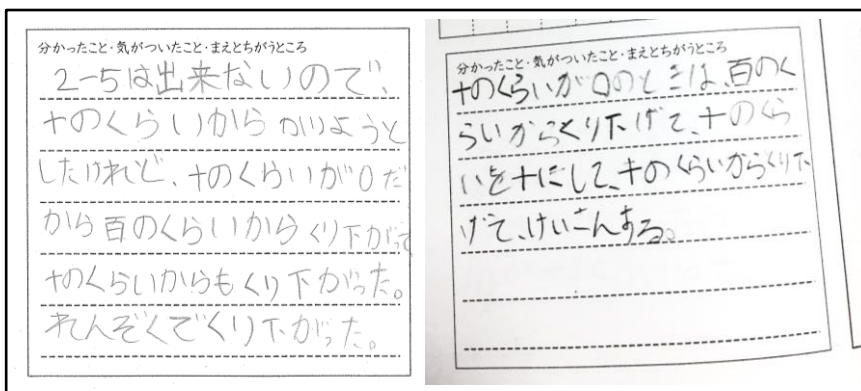 分かったこと・気がついたこと・まえとちがうところ
2-5は出来ないので、
十のくらいからかりようと
したけれど、十のくらいが0だ
から百のくらいからくり下がって
十のくらいからもくり下がった。
れんぞくでくり下がった。
分かったこと・気がついたこと・まえとちがうところ
十のくらいが0のときは、百のく
らいからくり下げて、十のくら
いを十にして、十のくらいからくり下
げて、けいさんする。